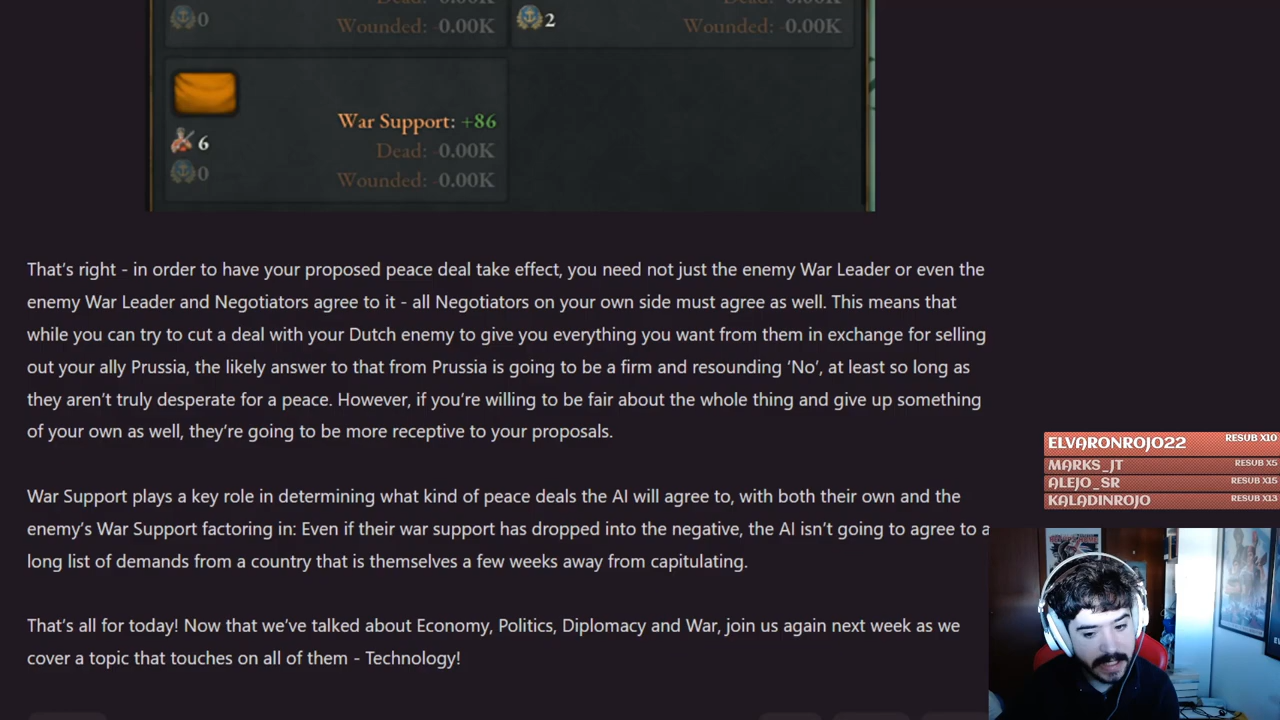 Dead: -0.00K
Dead: -0.00K
0
Wounded: -0.00K
2
Wounded: -0.00K
War Support: +86
6
Dead: -0.00K
0
Wounded: -0.00K
That’s right - in order to have your proposed peace deal take effect, you need not just the enemy War Leader or even the
enemy War Leader and Negotiators agree to it - all Negotiators on your own side must agree as well. This means that
while you can try to cut a deal with your Dutch enemy to give you everything you want from them in exchange for selling
out your ally Prussia, the likely answer to that from Prussia is going to be a firm and resounding ‘No’, at least so long as
they aren’t truly desperate for a peace. However, if you’re willing to be fair about the whole thing and give up something
of your own as well, they’re going to be more receptive to your proposals.
War Support plays a key role in determining what kind of peace deals the AI will agree to, with both their own and the
enemy’s War Support factoring in: Even if their war support has dropped into the negative, the AI isn’t going to agree to a
long list of demands from a country that is themselves a few weeks away from capitulating.
That’s all for today! Now that we’ve talked about Economy, Politics, Diplomacy and War, join us again next week as we
cover a topic that touches on all of them - Technology!
ELVARONROJO22 RESUB X10
MARKS_JT RESUB X5
ALEJO_SR RESUB X15
KALADINROJO RESUB X13